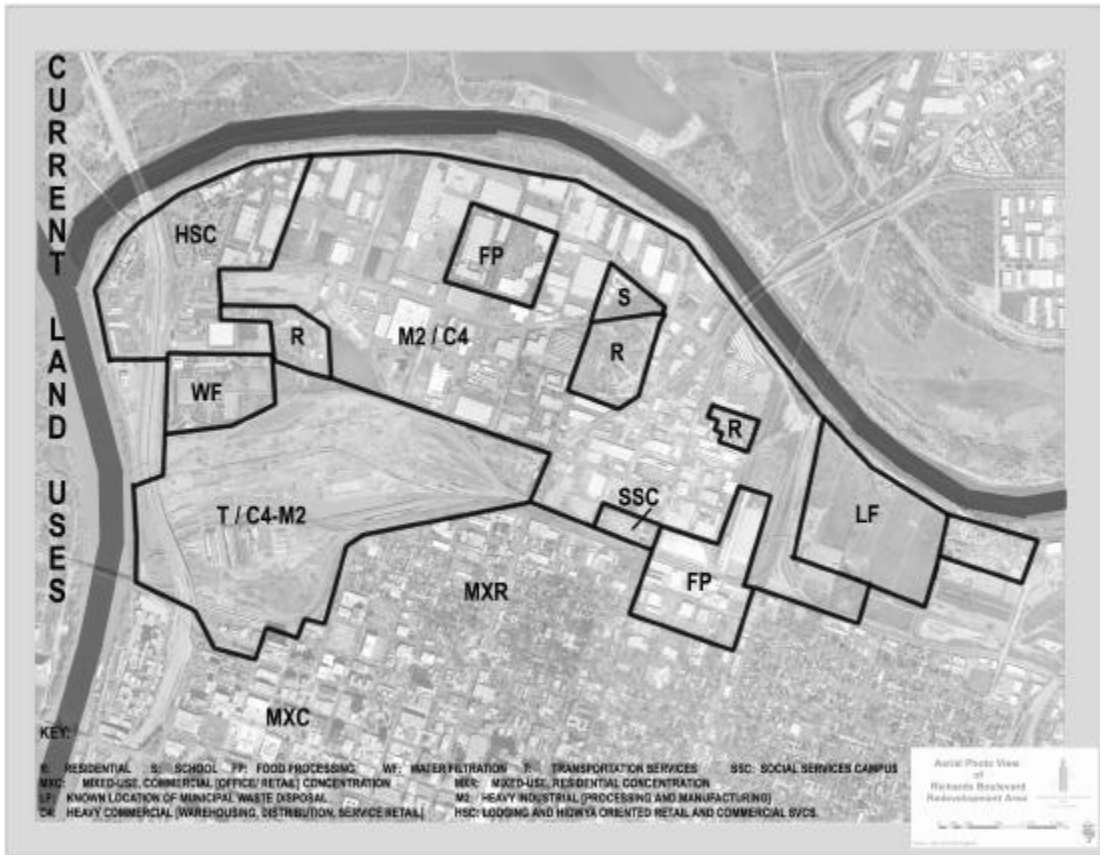 CURRENT LAND USES
HSC
FP
S
M2 / C4
R
R
WF
R
SSC
T / C4-M2
LF
MXR
FP
MXC
KEY:
R: RESIDENTIAL S: SCHOOL FP: FOOD PROCESSING WF: WATER FILTRATION T: TRANSPORTATION SERVICES SSC: SOCIAL SERVICES CAMPUS
MXC: MIXED-USE, COMMERCIAL [OFFICE/ RETAIL] CONCENTRATION MXR: MIXED-USE, RESIDENTIAL CONCENTRATION
LF: KNOWN LOCATION OF MUNICIPAL WASTE DISPOSAL M2: HEAVY INDUSTRIAL [PROCESSING AND MANUFACTURING]
C4: HEAVY COMMERCIAL [WAREHOUSING, DISTRIBUTION, SERVICE RETAIL] HSC: LODGING AND HIGWYA ORIENTED RETAIL AND COMMERCIAL SVCS.
Aerial Photo View
of
Richards Boulevard
Redevelopment Area